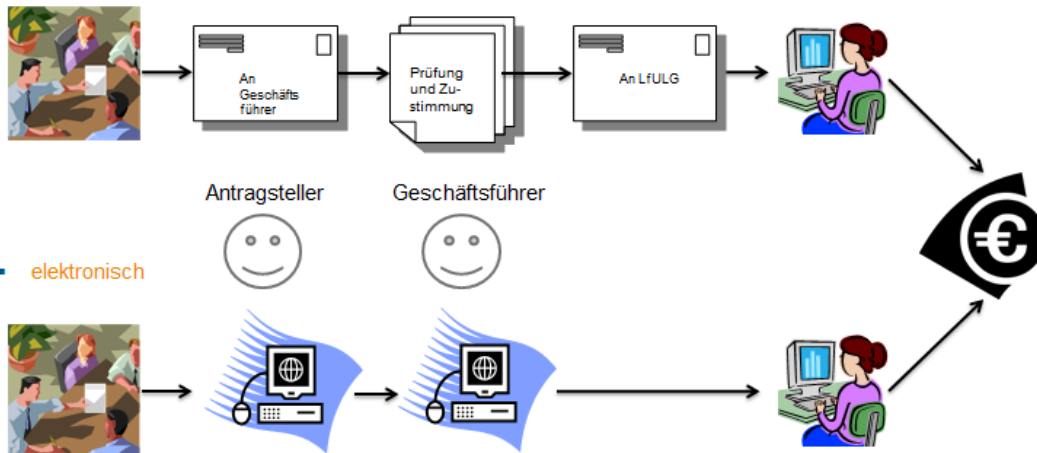 An
Geschäfts
führer
Prüfung
und Zu-
stimmung
An LfULG
Antragsteller
Geschäftsführer
elektronisch
€